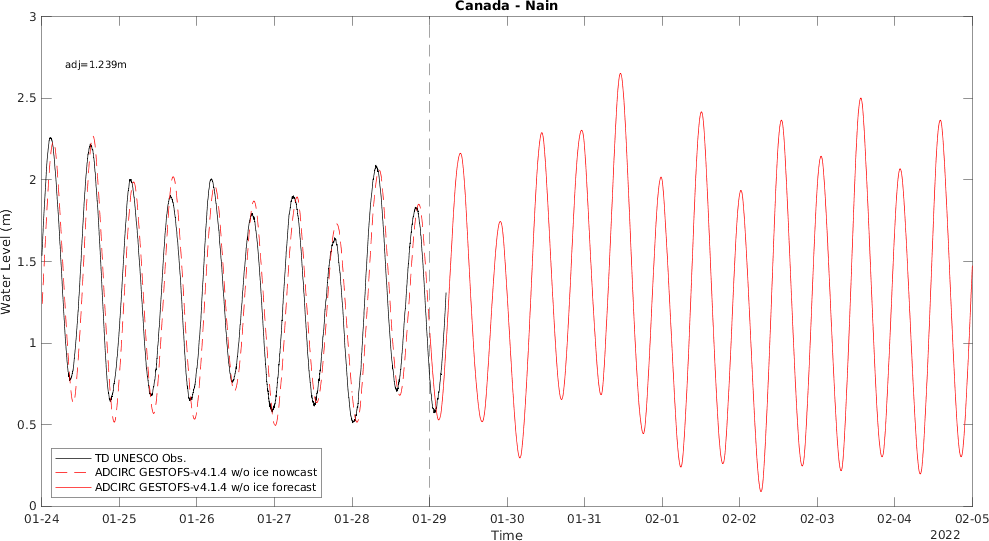 Canada - Nain
adj=1.239m
Water Level (m)
3
2.5
2
1.5
1
0.5
0
TD UNESCO Obs.
ADCIRC GESTOFS-v4.1.4 w/o ice nowcast
ADCIRC GESTOFS-v4.1.4 w/o ice forecast
01-24 01-25 01-26 01-27 01-28 01-29 01-30 01-31 02-01 02-02 02-03 02-04 02-05
Time
2022